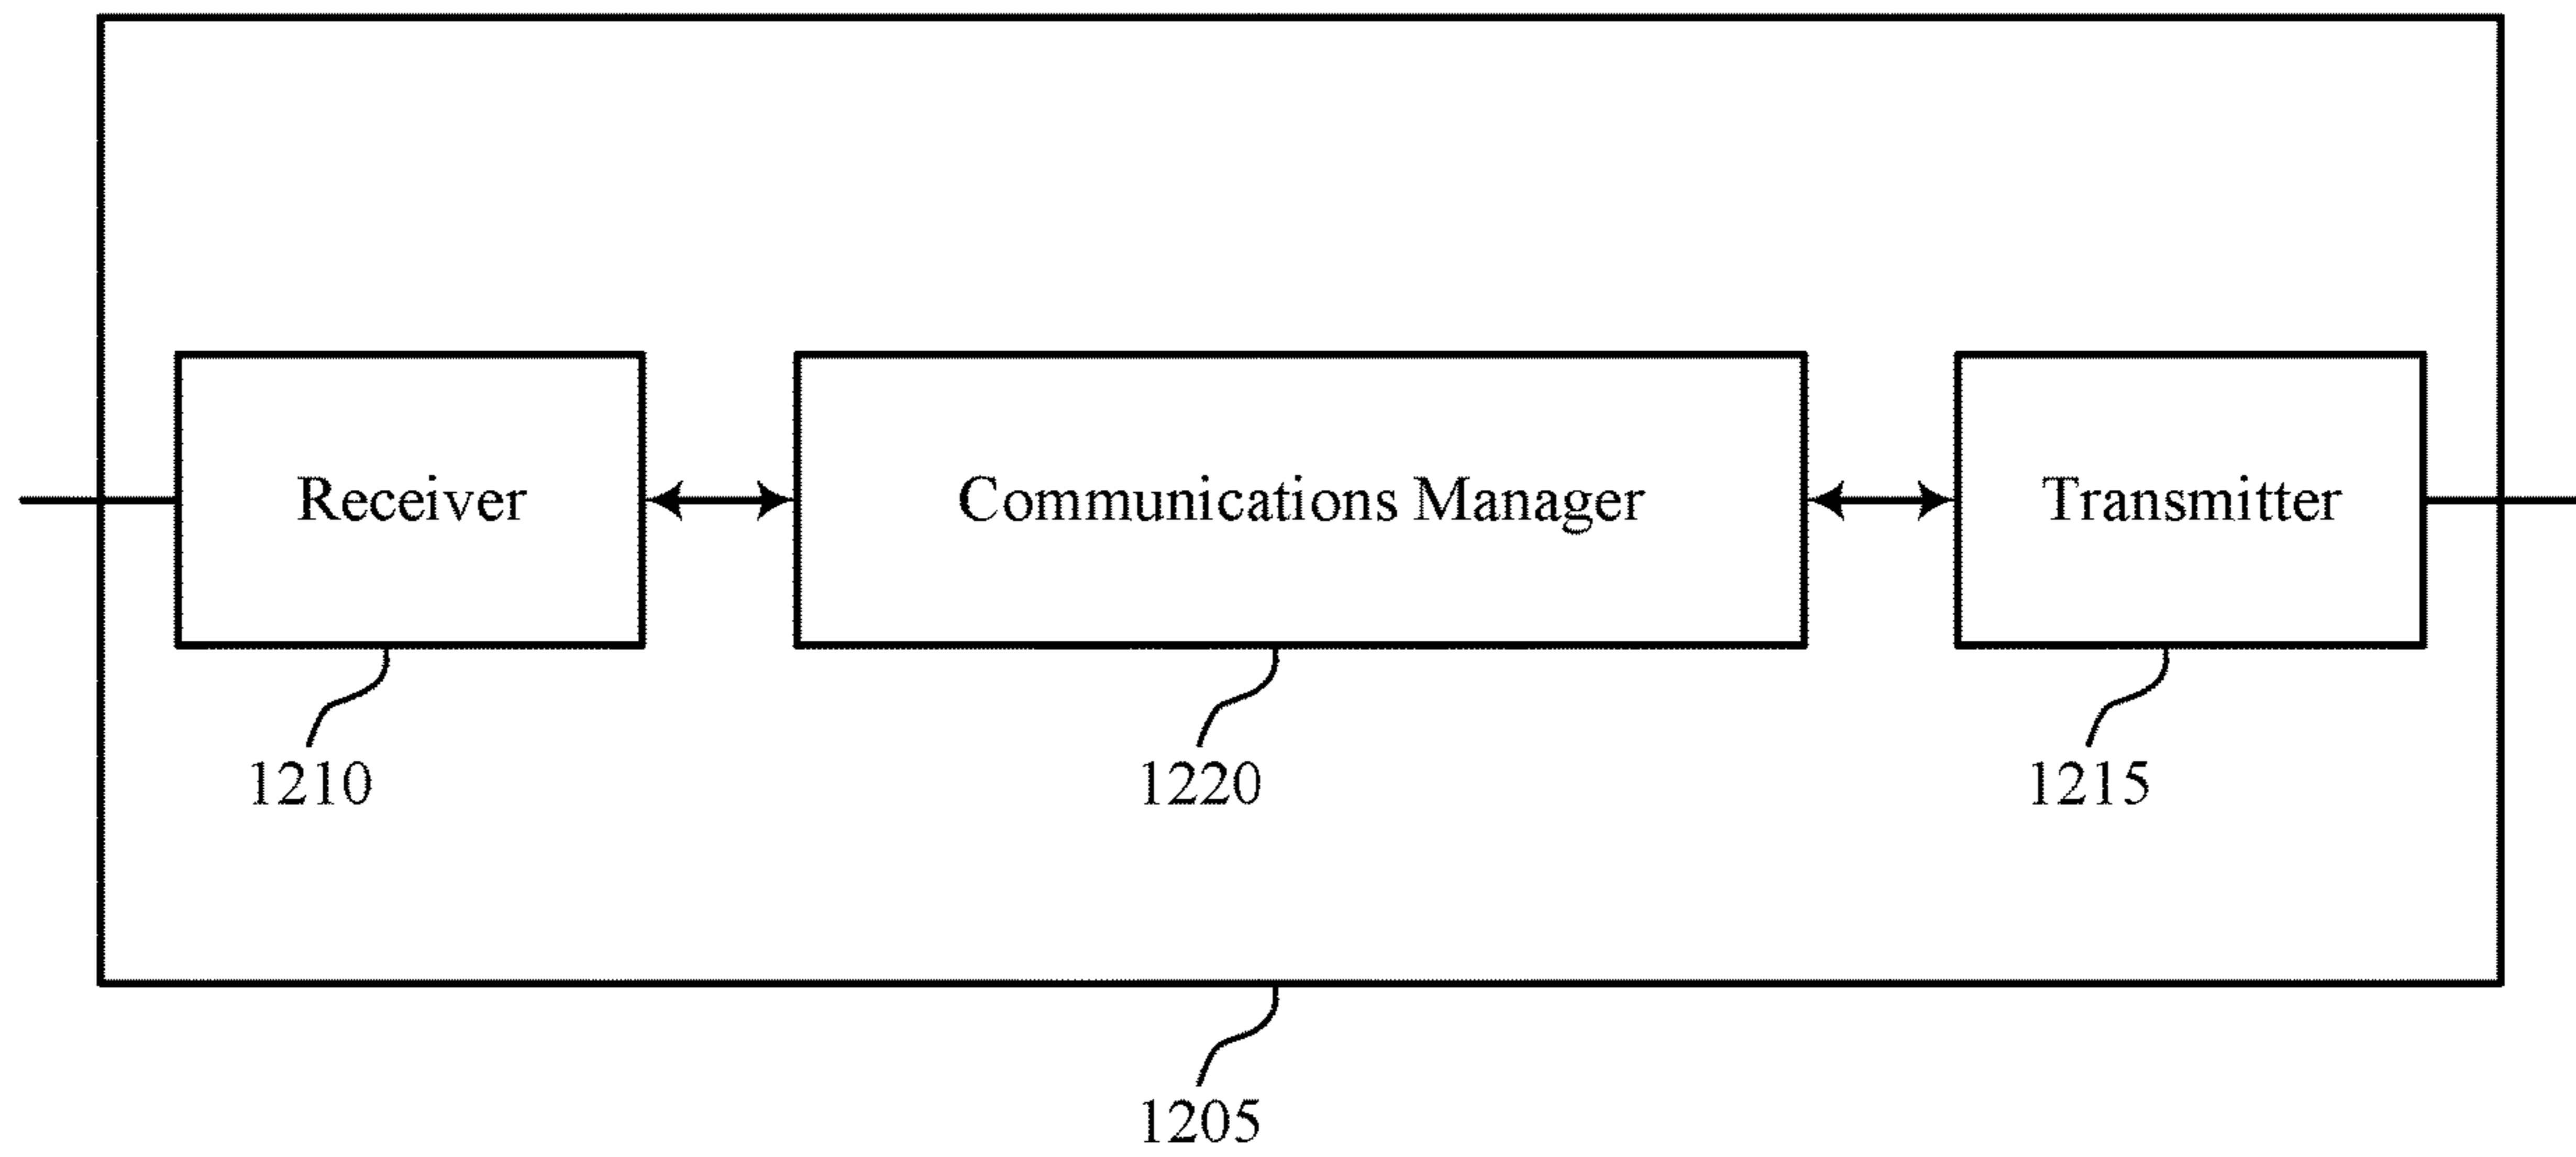 Receiver
Communications Manager
Transmitter
1210
1220
1215
1205